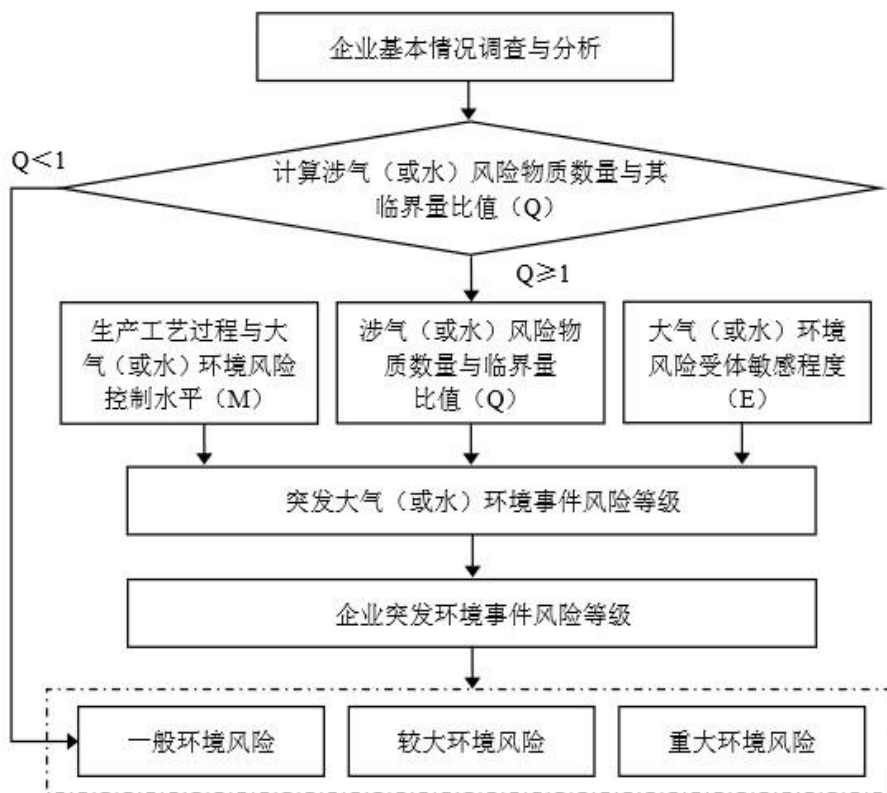 企业基本情况调查与分析
Q＜1
计算涉气（或水）风险物质数量与其
临界量比值（Q）
Q≥1
生产工艺过程与大
气（或水）环境风险
控制水平（M）
涉气（或水）风险物
质数量与临界量
比值（Q）
大气（或水）环境
风险受体敏感程度
（E）
突发大气（或水）环境事件风险等级
企业突发环境事件风险等级
一般环境风险
较大环境风险
重大环境风险